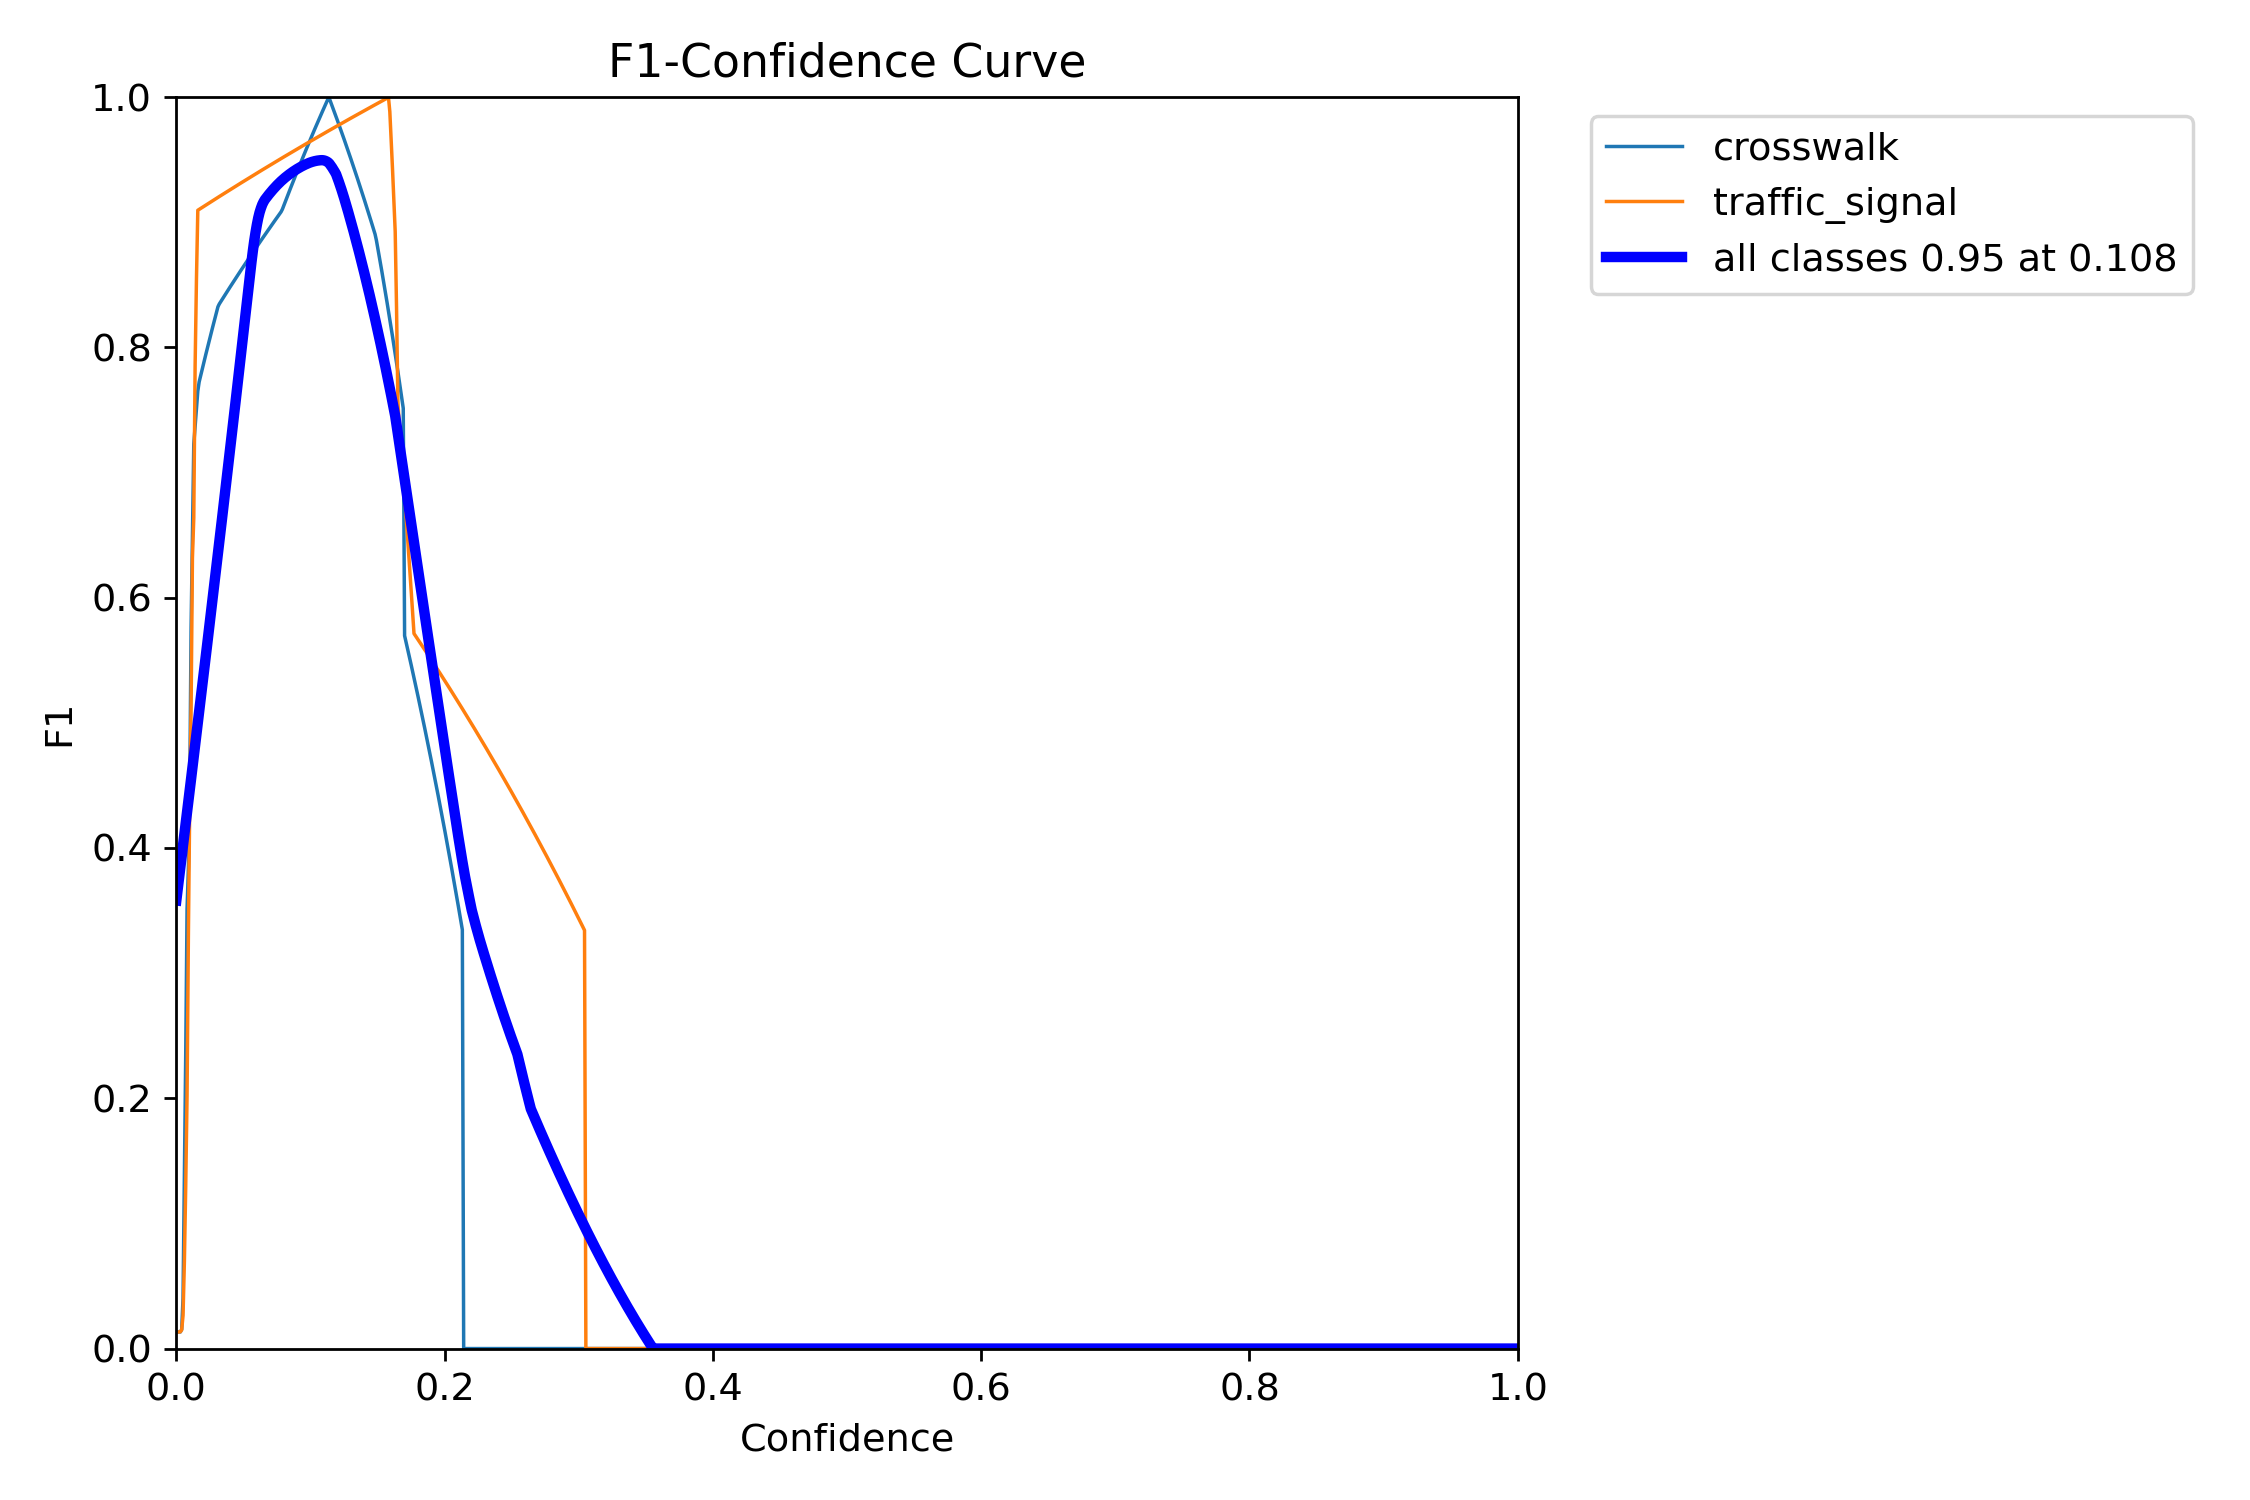 F1-Confidence Curve
1.0
0.8
0.6
0.4
0.2
0.0
F1
0.0 0.2 0.4 0.6 0.8 1.0
Confidence
crosswalk
traffic_signal
all classes 0.95 at 0.108